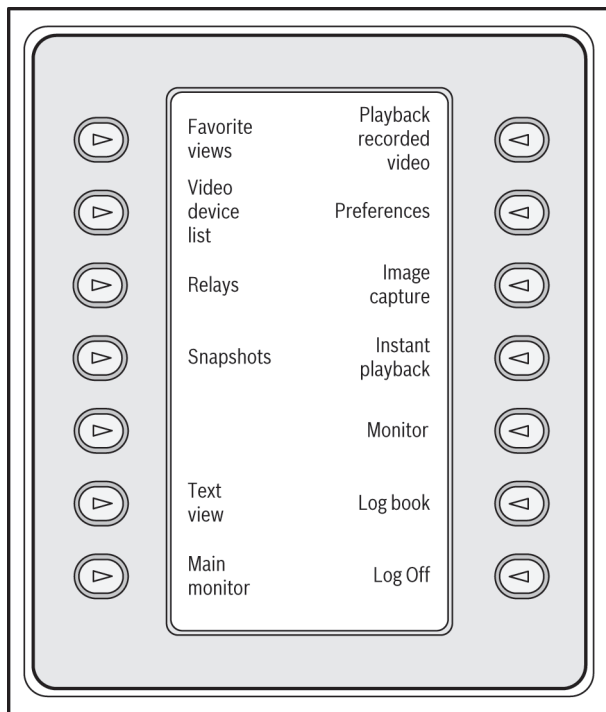 Favorite
views
Video
device
list
Relays
Snapshots
Text
view
Main
monitor
Playback
recorded
video
Preferences
Image
capture
Instant
playback
Monitor
Log book
Log Off